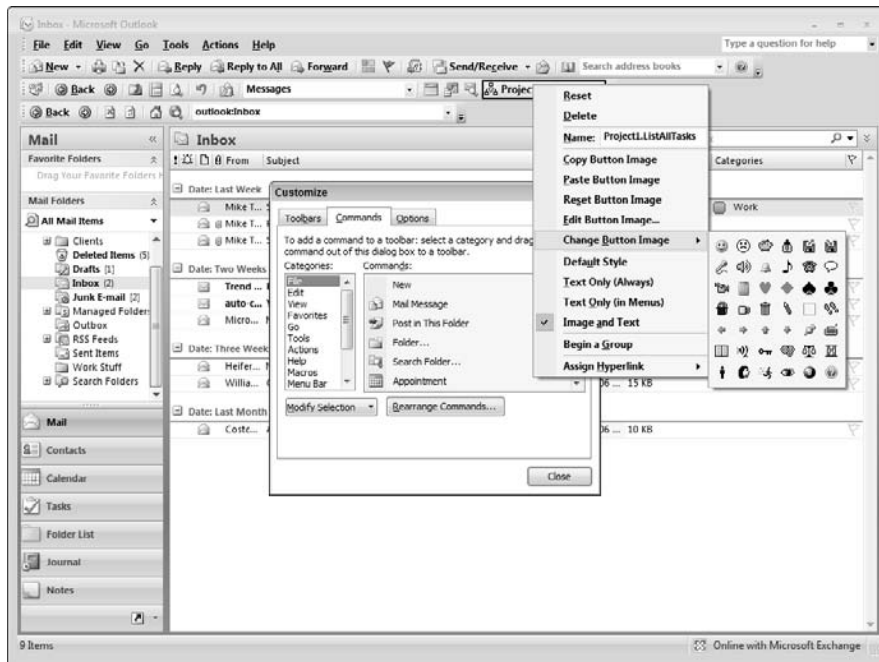 Inbox - Microsoft Outlook
File Edit View Go Tools Actions Help
Type a question for help
New Reply Reply to All Forward Send/Receive Search address books
Back Messages Projec
Back outlook:Inbox
Mail
Favorite Folders
Drag Your Favorite Folders H
Mail Folders
All Mail Items
Clients
Deleted Items (5)
Drafts [1]
Inbox (2)
Junk E-mail [2]
Managed Folders
Outbox
RSS Feeds
Sent Items
Work Stuff
Search Folders
Mail
Contacts
Calendar
Tasks
Folder List
Journal
Notes
Inbox
From Subject Categories
Date: Last Week
Mike T...
Work
Mike T...
Mike T...
Date: Two Weeks
Trend ...
auto-c...
Micro...
Date: Three Week
Heifer...
Willia...
06 ... 15 KB
Date: Last Month
Coste...
06 ... 10 KB
Customize
Toolbars Commands Options
To add a command to a toolbar: select a category and drag
command out of this dialog box to a toolbar.
Categories: Commands:
File
Edit
View
Favorites
Go
Tools
Actions
Help
Macros
Menu Bar
New
Mail Message
Post in This Folder
Folder...
Search Folder...
Appointment
Modify Selection Rearrange Commands...
Close
Reset
Delete
Name: Project1.ListAllTasks
Copy Button Image
Paste Button Image
Reset Button Image
Edit Button Image...
Change Button Image
Default Style
Text Only (Always)
Text Only (in Menus)
Image and Text
Begin a Group
Assign Hyperlink
9 Items
Online with Microsoft Exchange